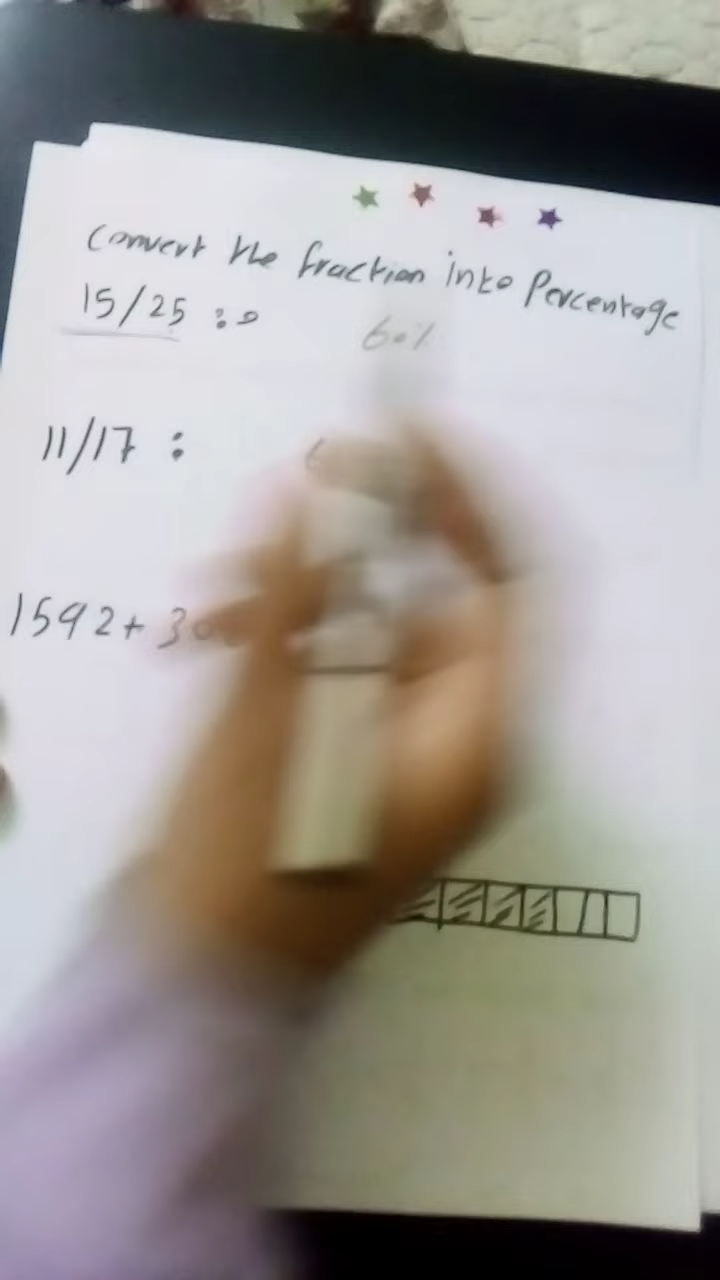 Convert the fraction into Percentage
15/25 :
60%
11/17 :
1592+